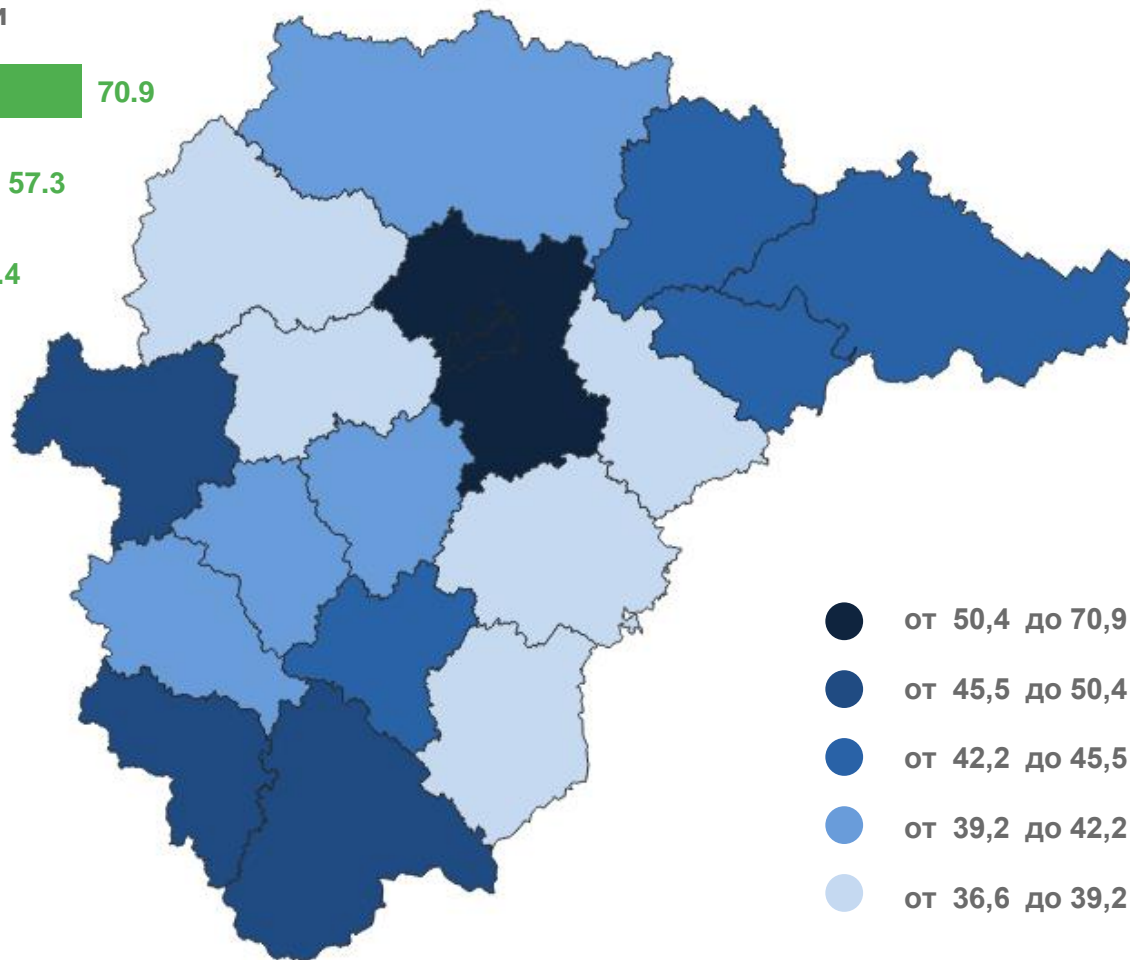 и
70.9
57.3
.4
от 50,4 до 70,9
от 45,5 до 50,4
от 42,2 до 45,5
от 39,2 до 42,2
от 36,6 до 39,2